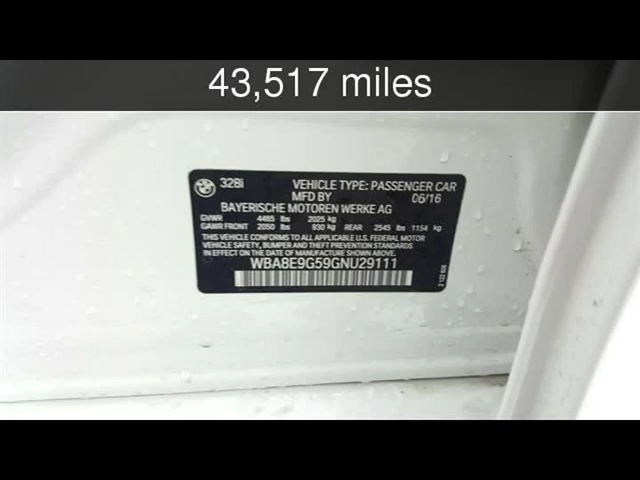 43,517 miles
BMW
328i VEHICLE TYPE: PASSENGER CAR
MFD BY 06/16
BAYERISCHE MOTOREN WERKE AG
GVWR 4465 lbs 2025 kg
GAWR FRONT 2050 lbs 930 kg REAR 2545 lbs 1154 kg
THIS VEHICLE CONFORMS TO ALL APPLICABLE U.S. FEDERAL MOTOR
VEHICLE SAFETY, BUMPER, AND THEFT PREVENTION STANDARDS IN
EFFECT ON THE DATE OF MANUFACTURE SHOWN ABOVE.
WBA8E9G59GNU29111